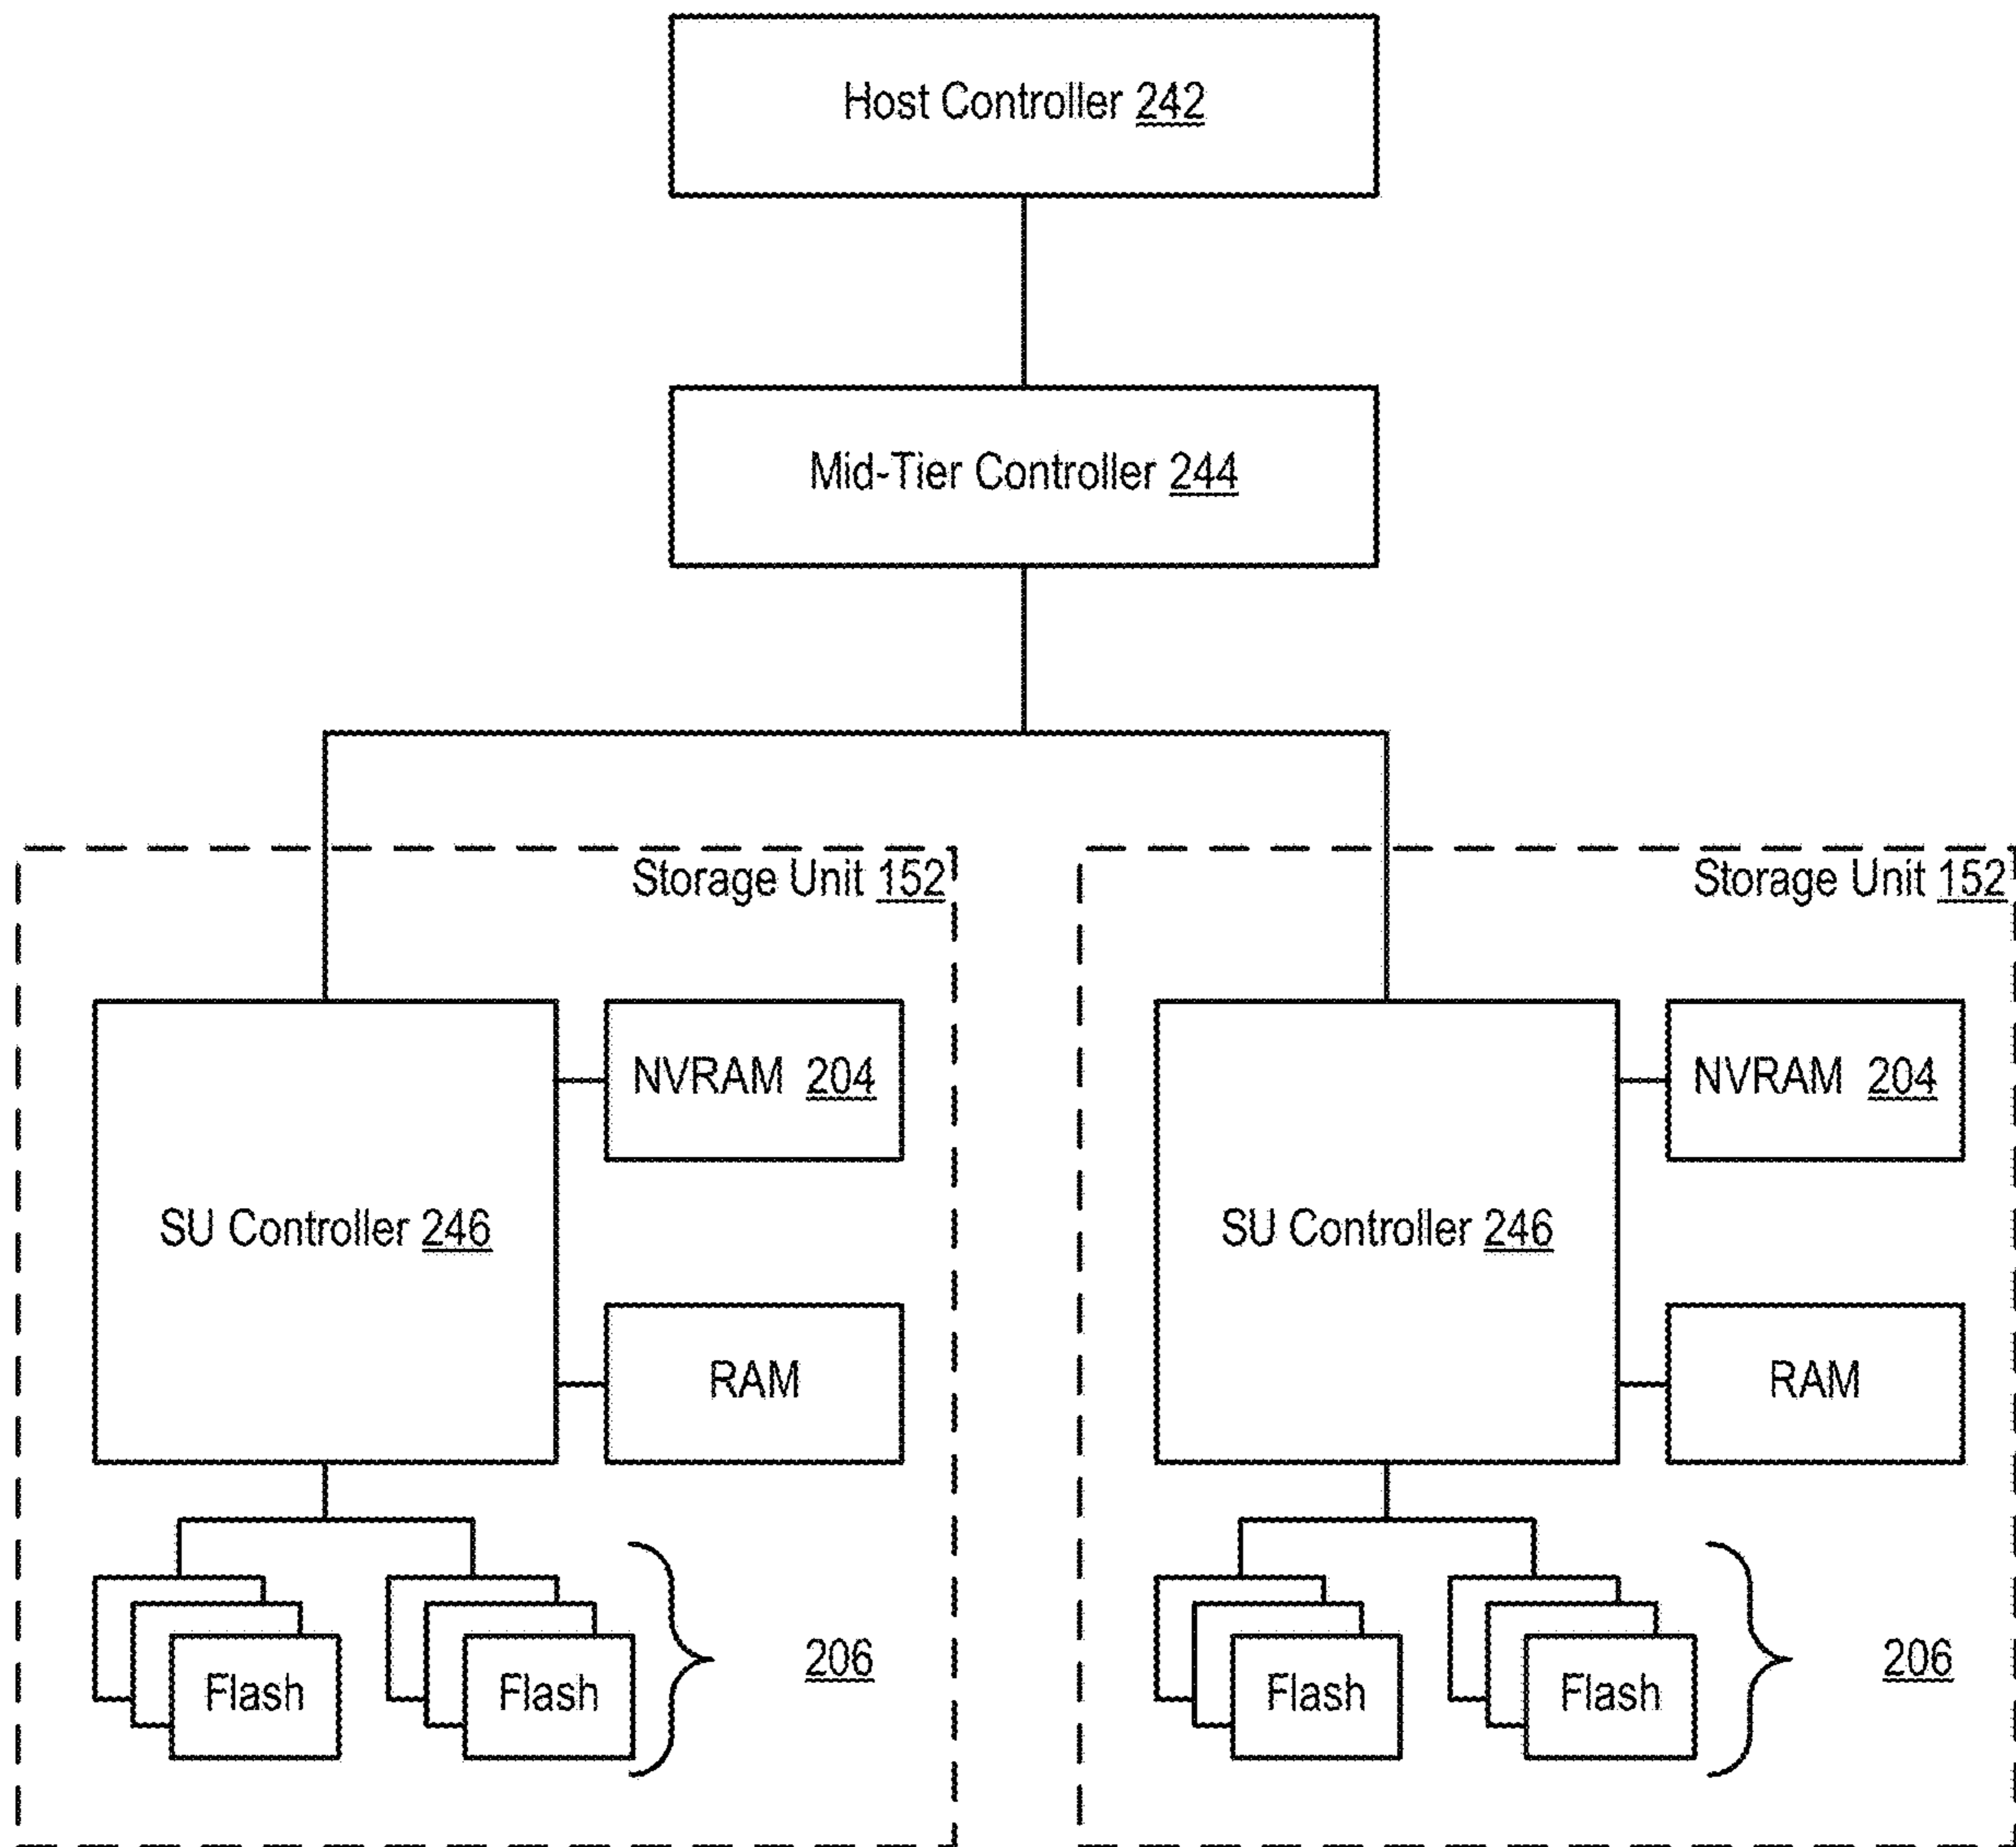 Host Controller 242
Mid-Tier Controller 244
Storage Unit 152
NVRAM 204
SU Controller 246
RAM
Flash
Flash
206
Storage Unit 152
NVRAM 204
SU Controller 246
RAM
Flash
Flash
206